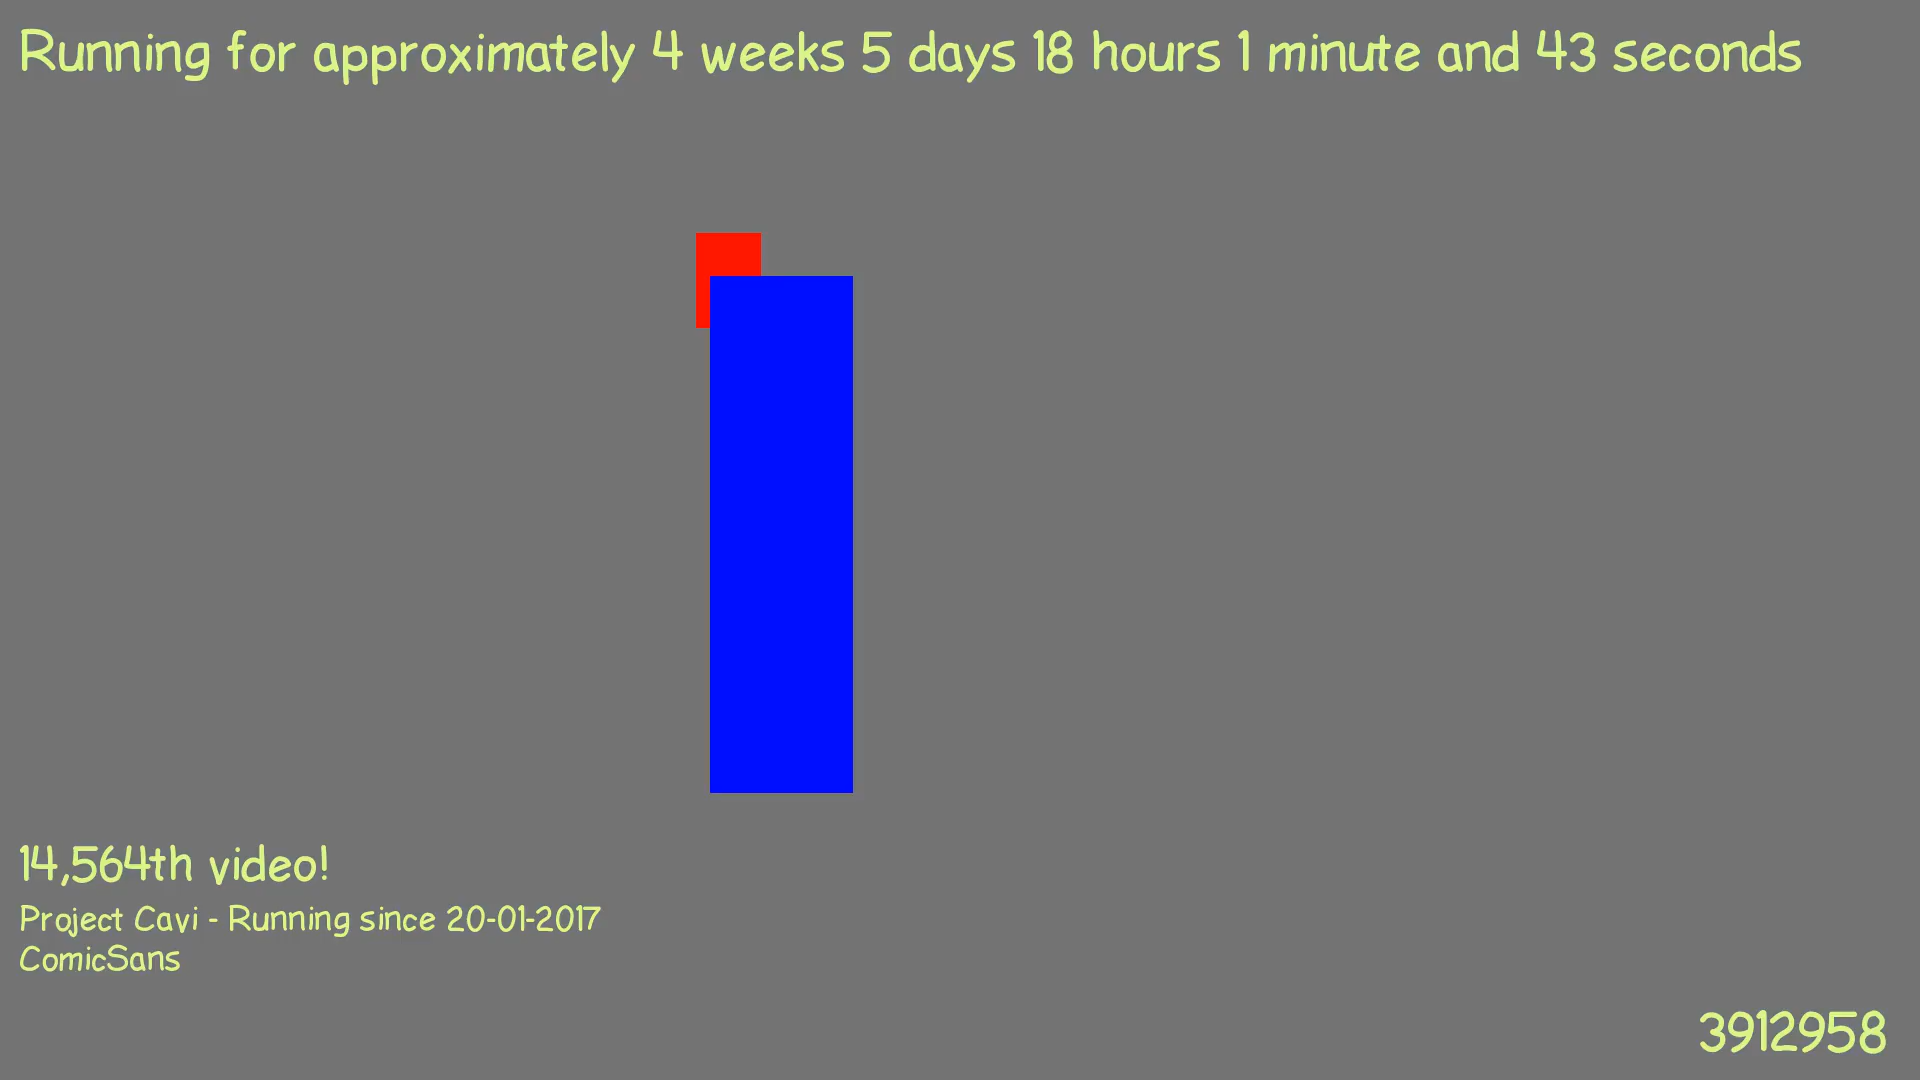 Running for approximately 4 weeks 5 days 18 hours 1 minute and 43 seconds
14,564th video!
Project Cavi - Running since 20-01-2017
ComicSans
3912958